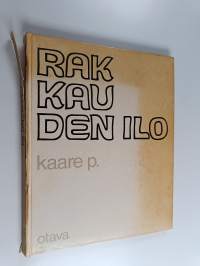 RAK
KAU
DEN ILO
kaare p.
otava